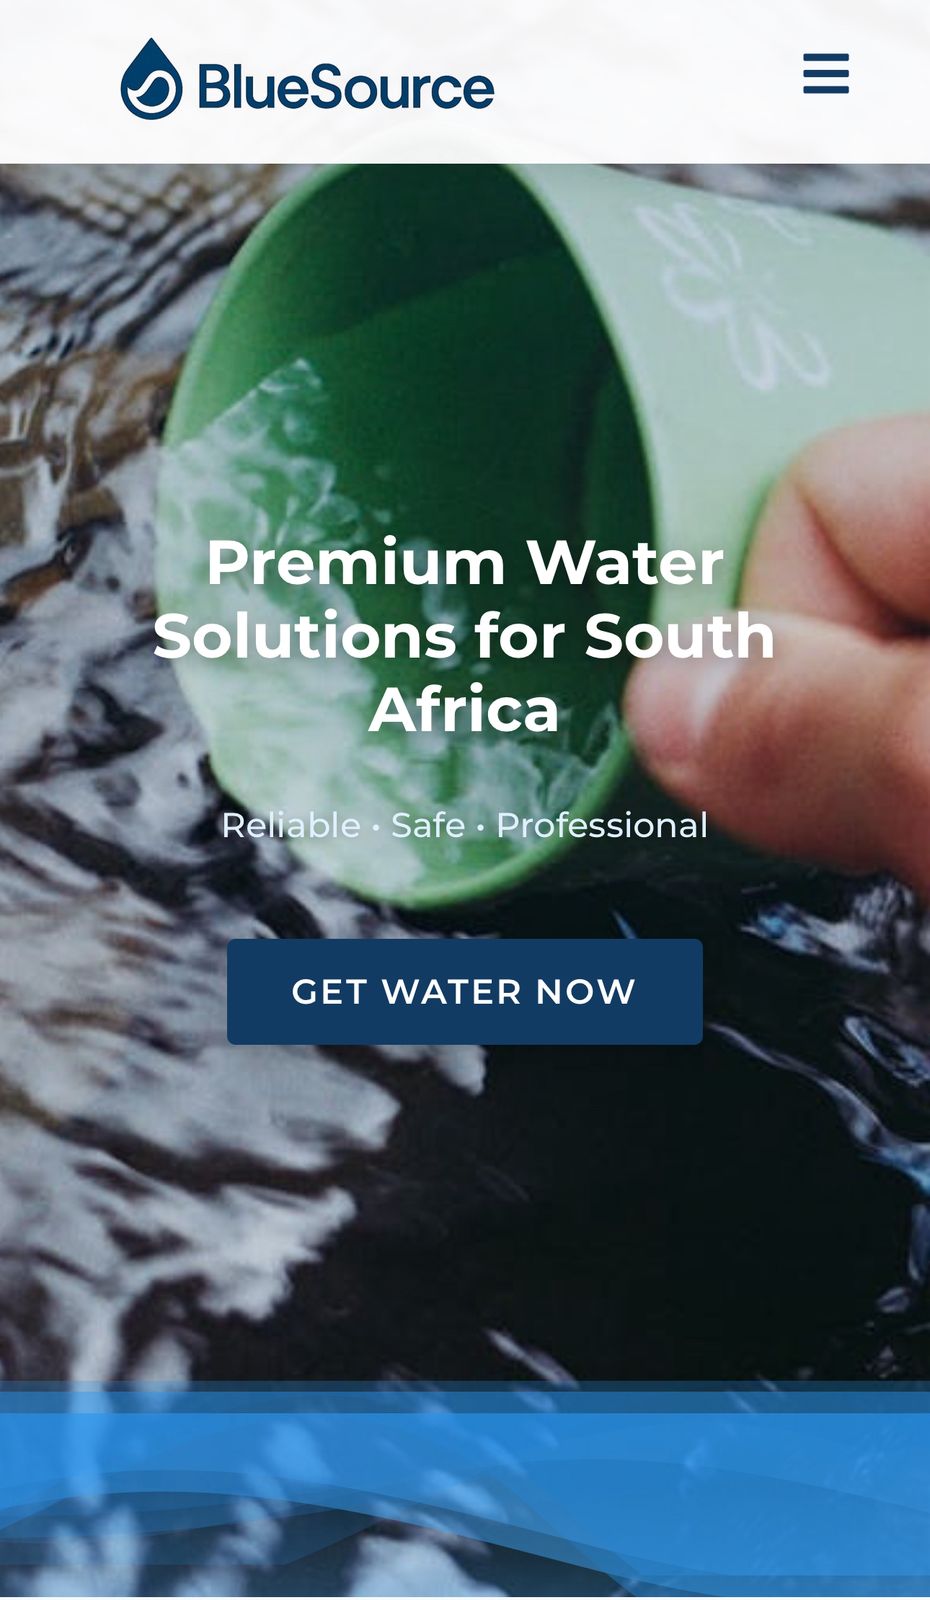 BlueSource
Premium Water
Solutions for South
Africa
Reliable • Safe • Professional
GET WATER NOW